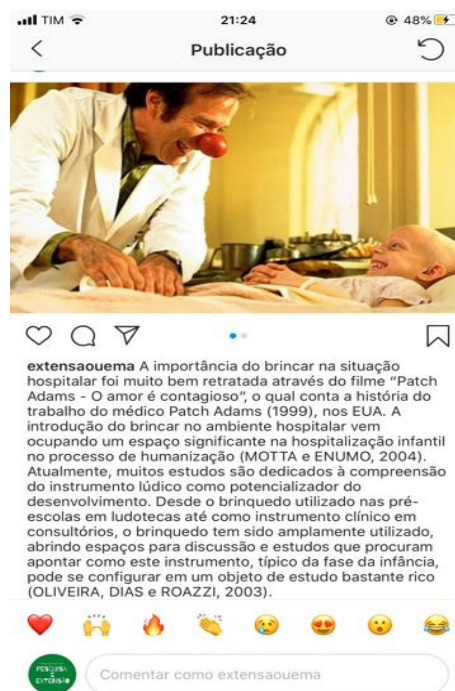 TIM 21:24 48%
Publicação
extensaouema A importância do brincar na situação
hospitalar foi muito bem retratada através do filme “Patch
Adams - O amor é contagioso”, o qual conta a história do
trabalho do médico Patch Adams (1999), nos EUA. A
introdução do brincar no ambiente hospitalar vem
ocupando um espaço significante na hospitalização infantil
no processo de humanização (MOTTA e ENUMO, 2004).
Atualmente, muitos estudos são dedicados à compreensão
do instrumento lúdico como potencializador do
desenvolvimento. Desde o brinquedo utilizado nas pré-
escolas em ludotecas até como instrumento clínico em
consultórios, o brinquedo tem sido amplamente utilizado,
abrindo espaços para discussão e estudos que procuram
apontar como este instrumento, típico da fase da infância,
pode se configurar em um objeto de estudo bastante rico
(OLIVEIRA, DIAS e ROAZZI, 2003).
PESQUISA
E
EXTENSÃO
Comentar como extensaouema